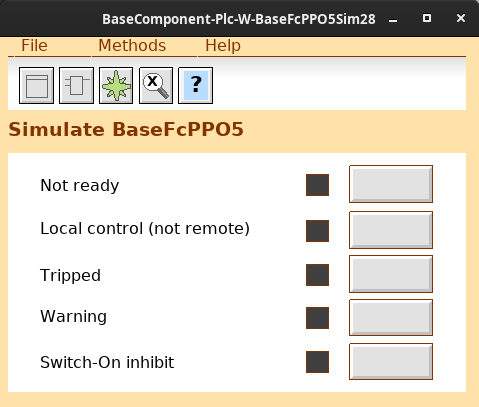 BaseComponent-Plc-W-BaseFcPPO5Sim28
File Methods Help
X ?
Simulate BaseFcPPO5
Not ready
Local control (not remote)
Tripped
Warning
Switch-On inhibit